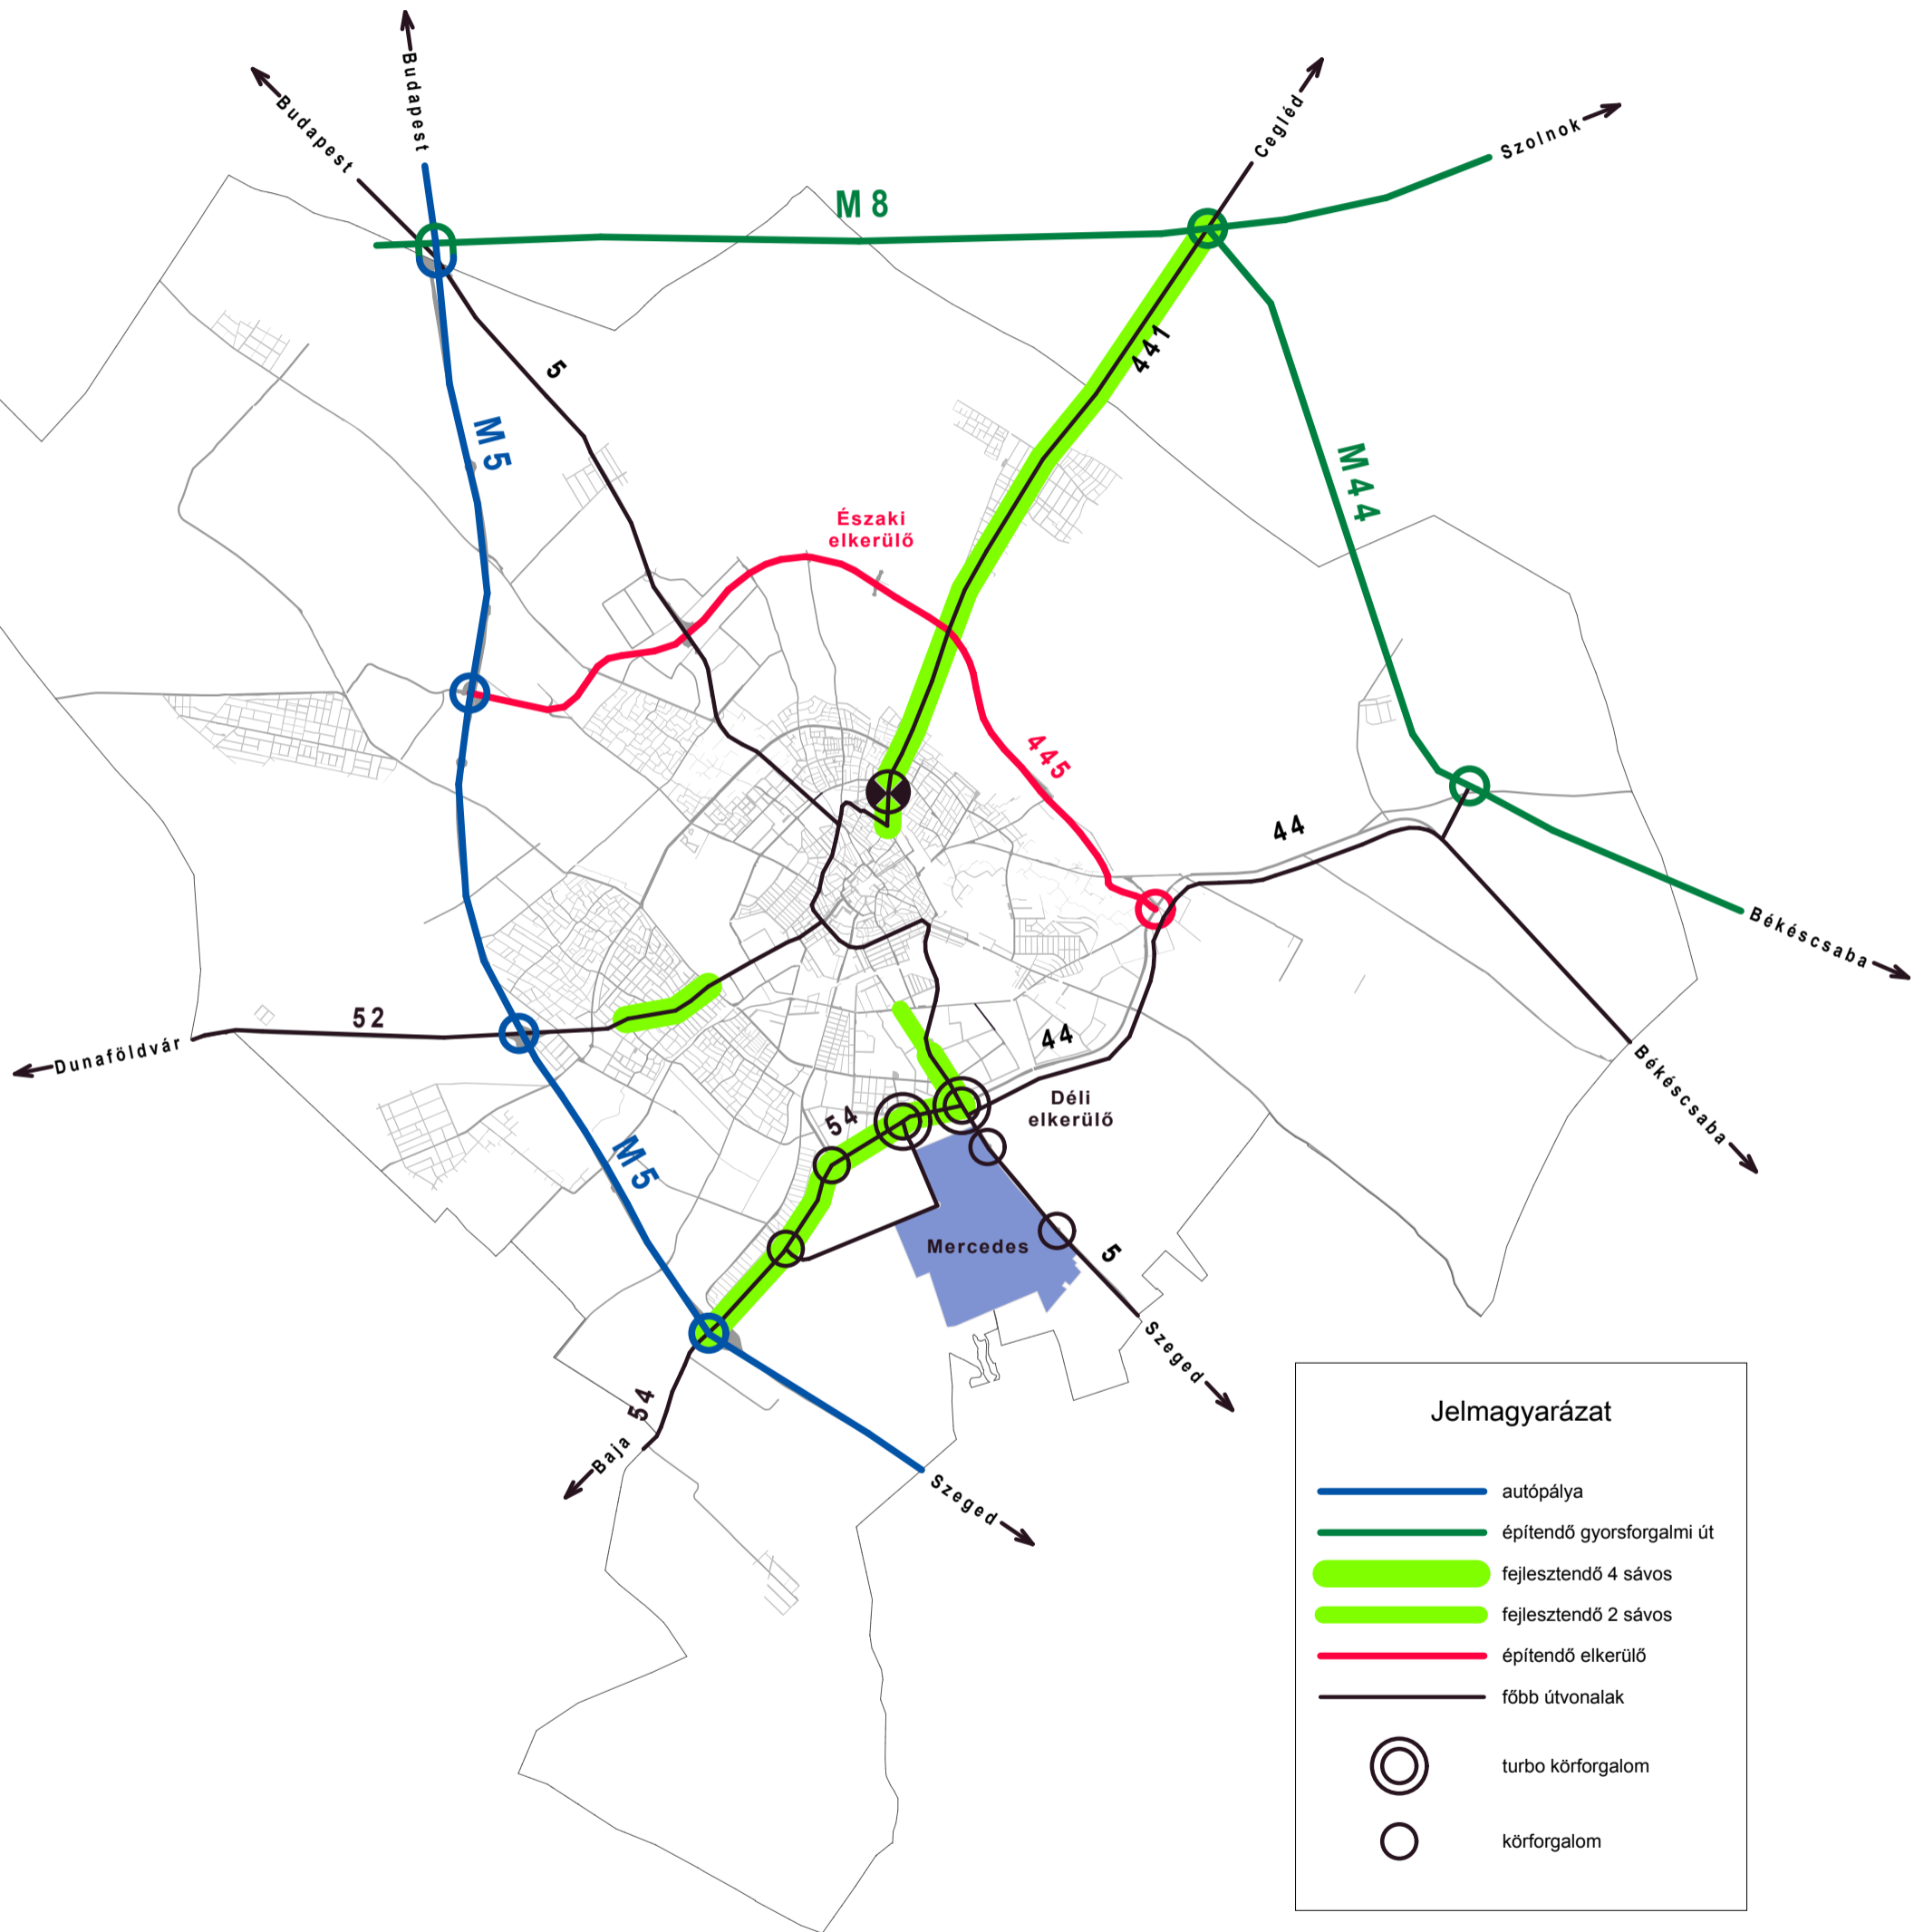 Budapest
Budapest
Cegléd
Szolnok
M 8
441
5
M 5
M 44
Északi
elkerülő
445
44
Békéscsaba
52
Dunaföldvár
44
Békéscsaba
Déli
elkerülő
54
M 5
Mercedes
5
Szeged
54
Baja
Szeged
Jelmagyarázat
autópálya
építendő gyorsforgalmi út
fejlesztendő 4 sávos
fejlesztendő 2 sávos
építendő elkerülő
főbb útvonalak
turbo körforgalom
körforgalom